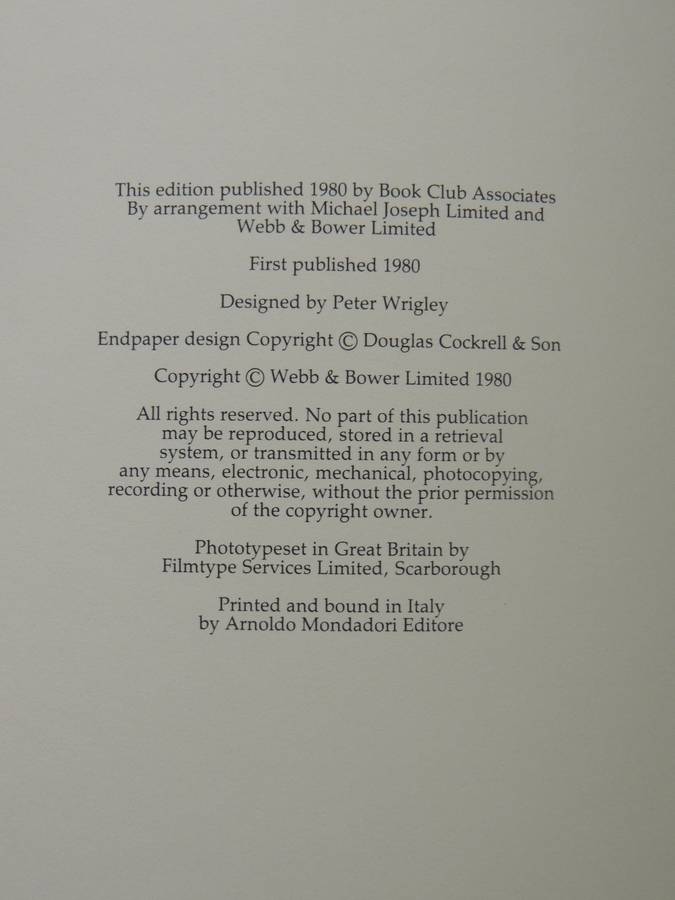 This edition published 1980 by Book Club Associates
By arrangement with Michael Joseph Limited and
Webb & Bower Limited
First published 1980
Designed by Peter Wrigley
Endpaper design Copyright © Douglas Cockrell & Son
Copyright © Webb & Bower Limited 1980
All rights reserved. No part of this publication
may be reproduced, stored in a retrieval
system, or transmitted in any form or by
any means, electronic, mechanical, photocopying,
recording or otherwise, without the prior permission
of the copyright owner.
Phototypeset in Great Britain by
Filmtype Services Limited, Scarborough
Printed and bound in Italy
by Arnoldo Mondadori Editore